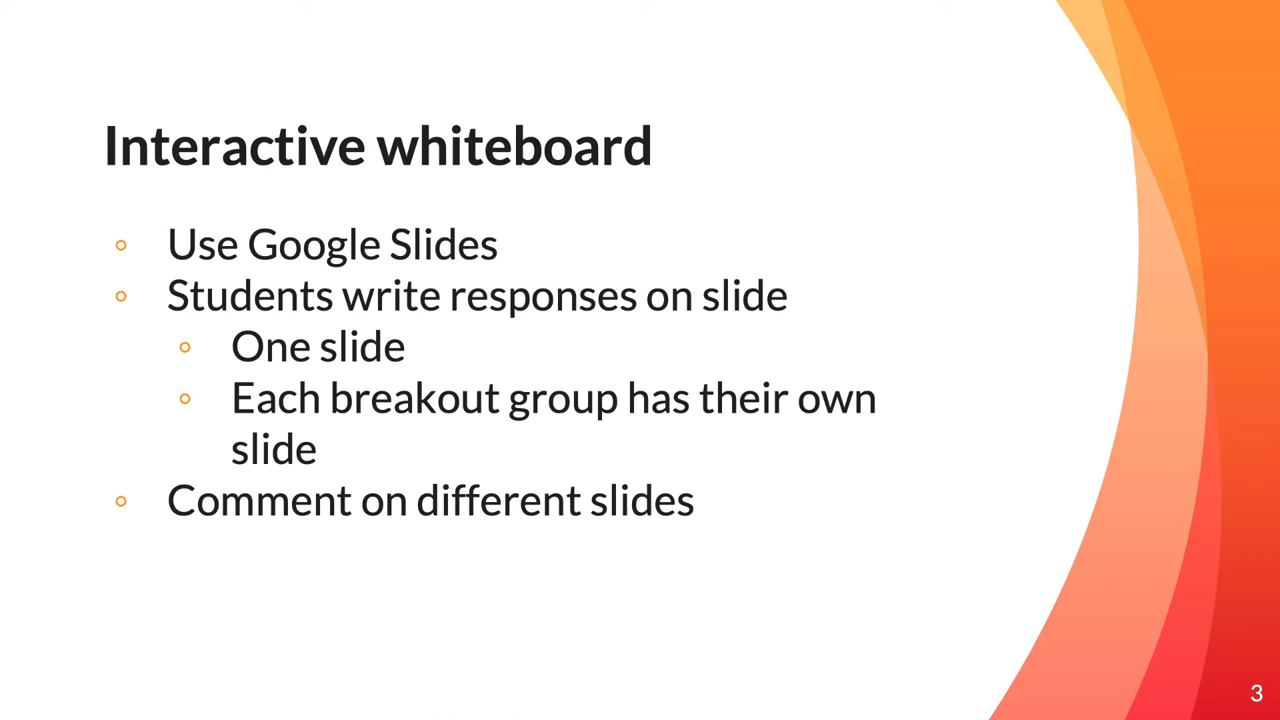 Interactive whiteboard
◦ Use Google Slides
◦ Students write responses on slide
◦ One slide
◦ Each breakout group has their own
slide
◦ Comment on different slides
3